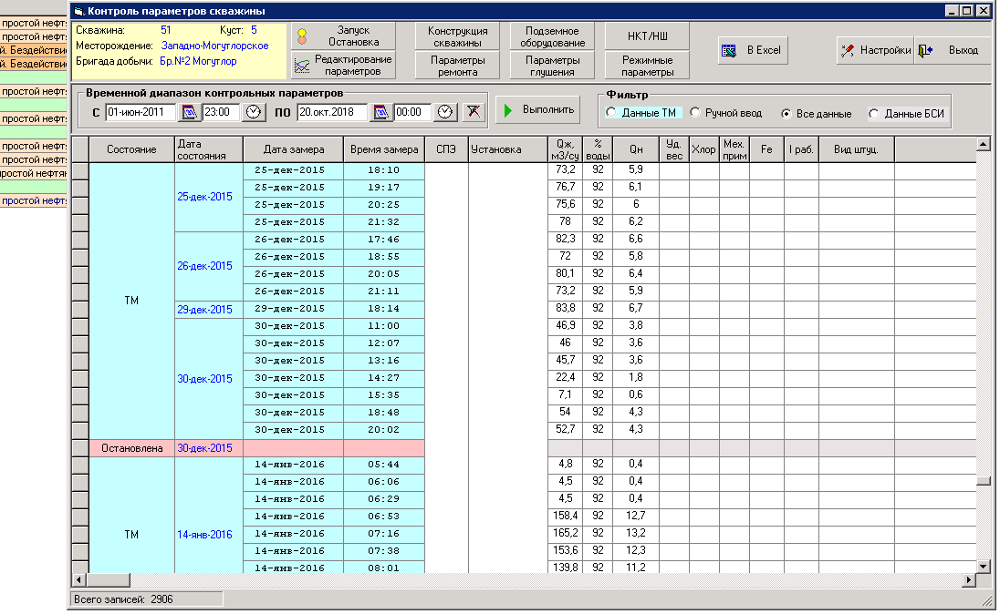 простой нефтя
простой нефтя
й. Бездействие
й. Бездействие
простой нефтя
простой нефтя
простой нефтя
простой нефтя
простой нефтян
простой нефтя
Контроль параметров скважины
Скважина: 51 Куст: 5
Месторождение: Западно-Могутлорское
Бригада добычи: Бр.№2 Могутлор
Запуск Остановка
Редактирование параметров
Конструкция скважины
Параметры ремонта
Подземное оборудование
Параметры глушения
НКТ/НШ
Режимные параметры
В Excel
Настройки
Выход
Временной диапазон контрольных параметров
С 01-июн-2011 23:00 ПО 20.окт.2018 00:00
Выполнить
Фильтр
Данные ТМ Ручной ввод Все данные Данные БСИ
Состояние Дата состояния Дата замера Время замера СПЭ Установка Qж, м3/су % воды Qн Уд. вес Хлор Мех. прим Fe I раб. Вид штуц.
25-дек-2015 18:10 73,2 92 5,9
25-дек-2015 19:17 76,7 92 6,1
25-дек-2015
25-дек-2015 20:25 75,6 92 6
25-дек-2015 21:32 78 92 6,2
26-дек-2015 17:46 82,3 92 6,6
26-дек-2015 18:55 72 92 5,8
26-дек-2015
26-дек-2015 20:05 80,1 92 6,4
26-дек-2015 21:11 73,2 92 5,9
ТМ
29-дек-2015 29-дек-2015 18:14 83,8 92 6,7
30-дек-2015 11:00 46,9 92 3,8
30-дек-2015 12:07 46 92 3,6
30-дек-2015 13:16 45,7 92 3,6
30-дек-2015 30-дек-2015 14:27 22,4 92 1,8
30-дек-2015 15:35 7,1 92 0,6
30-дек-2015 18:48 54 92 4,3
30-дек-2015 20:02 52,7 92 4,3
Остановлена 30-дек-2015
14-янв-2016 05:44 4,8 92 0,4
14-янв-2016 06:06 4,5 92 0,4
14-янв-2016 06:29 4,5 92 0,4
14-янв-2016 06:53 158,4 92 12,7
ТМ 14-янв-2016 14-янв-2016 07:16 165,2 92 13,2
14-янв-2016 07:38 153,6 92 12,3
14-янв-2016 08:01 139,8 92 11,2
Всего записей: 2906